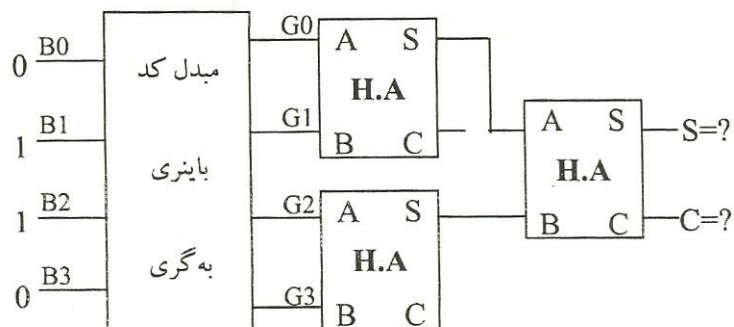 B0 G0 A S
0 مبدل کد H.A
B1 G1 B C A S S=?
1 باینری H.A
B2 G2 A S B C C=?
1 به گری H.A
B3 G3 B C
0